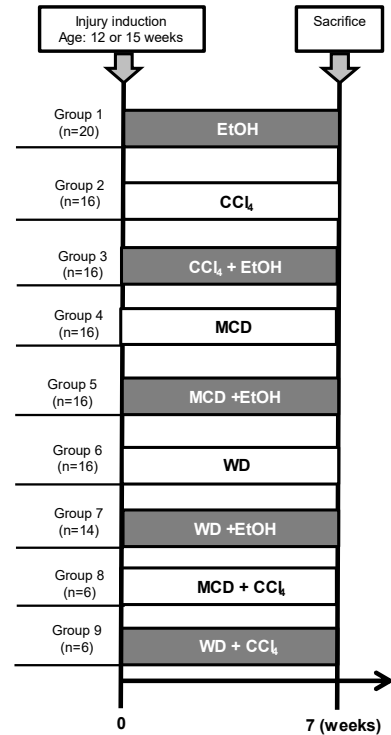 Injury induction
Age: 12 or 15 weeks
Sacrifice
Group 1
(n=20)
EtOH
Group 2
(n=16)
CCl₄
Group 3
(n=16)
CCl₄ + EtOH
Group 4
(n=16)
MCD
Group 5
(n=16)
MCD +EtOH
Group 6
(n=16)
WD
Group 7
(n=14)
WD +EtOH
Group 8
(n=6)
MCD + CCl₄
Group 9
(n=6)
WD + CCl₄
0
7 (weeks)